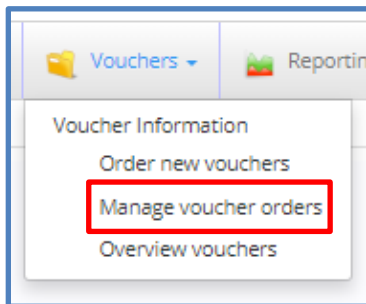 Vouchers Reportin
Voucher Information
Order new vouchers
Manage voucher orders
Overview vouchers